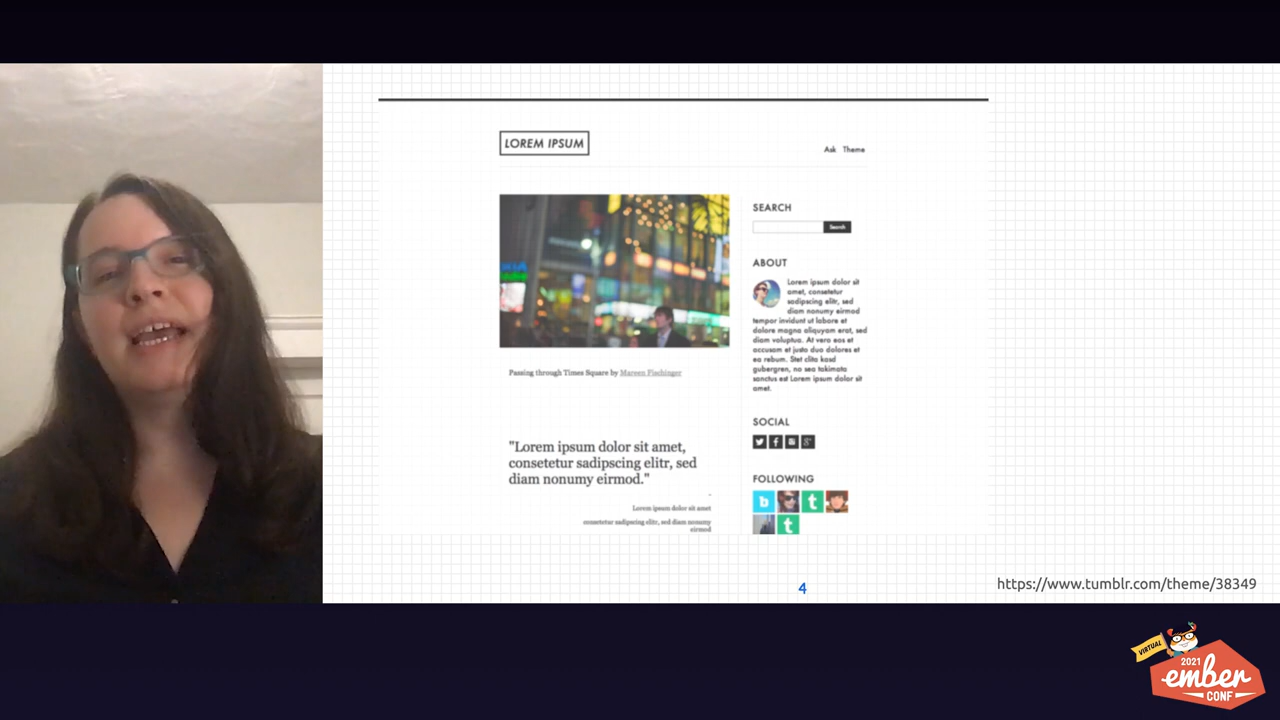 LOREM IPSUM
Ask Theme
SEARCH
Search
ABOUT
Lorem ipsum dolor sit
amet, consetetur
sadipscing elitr, sed
diam nonumy eirmod
tempor invidunt ut labore et
dolore magna aliquyam erat, sed
diam voluptua. At vero eos et
accusam et justo duo dolores et
ea rebum. Stet clita kasd
gubergren, no sea takimata
sanctus est Lorem ipsum dolor sit
amet.
Passing through Times Square by Mareen Fischinger
SOCIAL
"Lorem ipsum dolor sit amet,
consetetur sadipscing elitr, sed
diam nonumy eirmod."
-
Lorem ipsum dolor sit amet
consetetur sadipscing elitr, sed diam nonumy
eirmod
FOLLOWING
4
https://www.tumblr.com/theme/38349
VIRTUAL
2021
ember
CONF